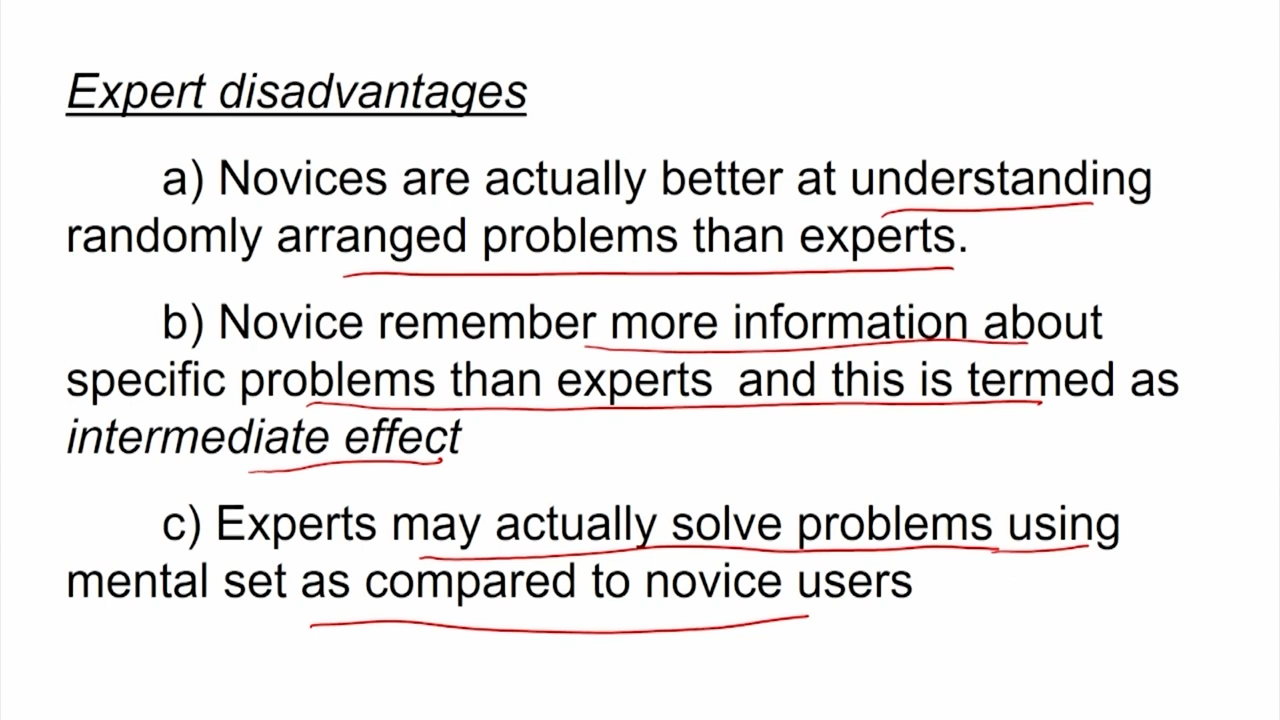 Expert disadvantages
a) Novices are actually better at understanding
randomly arranged problems than experts.
b) Novice remember more information about
specific problems than experts and this is termed as
intermediate effect
c) Experts may actually solve problems using
mental set as compared to novice users